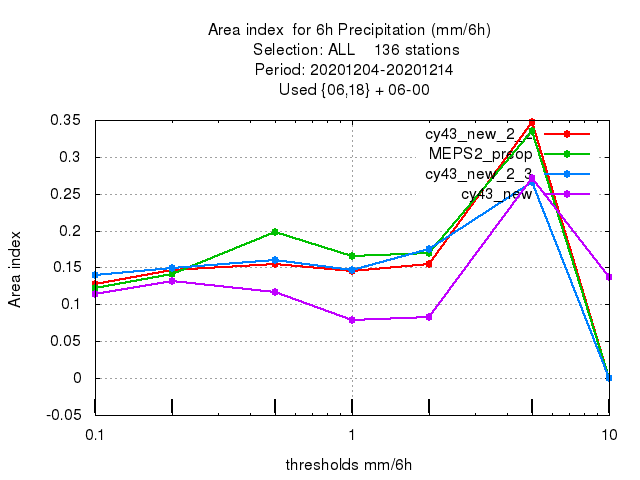 Area index for 6h Precipitation (mm/6h)
Selection: ALL 136 stations
Period: 20201204-20201214
Used {06,18} + 06-00
0.35
0.3
0.25
0.2
0.15
0.1
0.05
0
-0.05
Area index
cy43_new_2_
MEPS2_preop
cy43_new_2_3
cy43_new
0.1
1
10
thresholds mm/6h